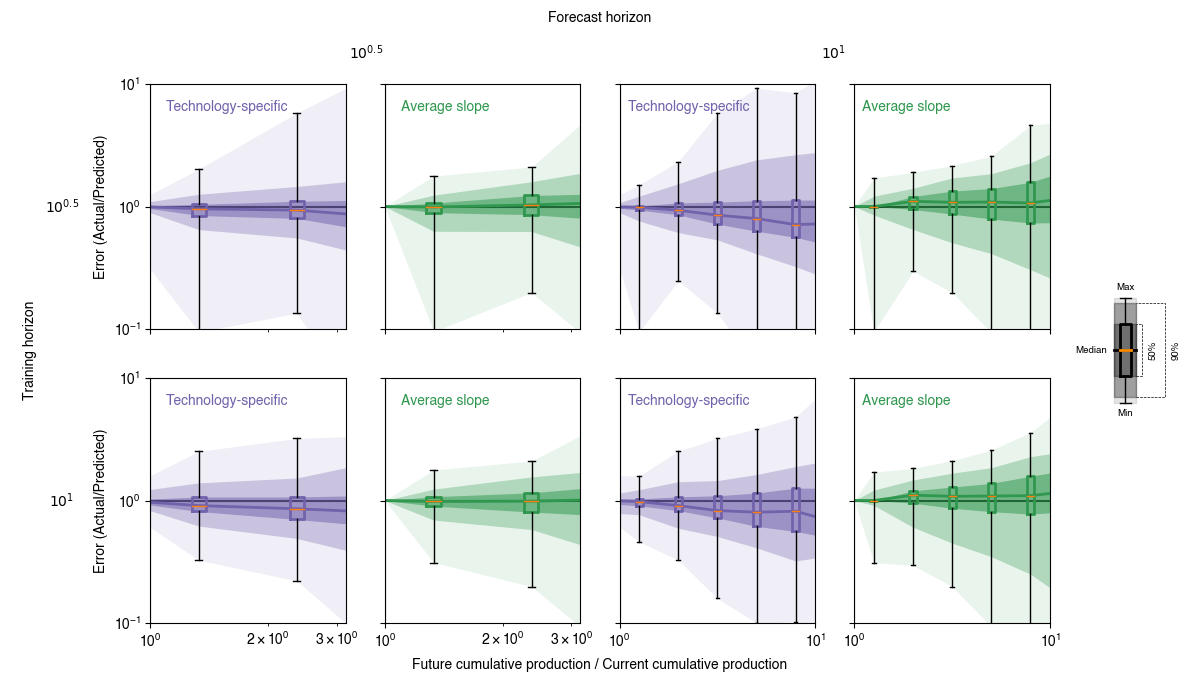 Forecast horizon
10^0.5
10^1
Technology-specific
Average slope
Technology-specific
Average slope
10^1
10^0
10^−1
Error (Actual/Predicted)
10^0.5
Training horizon
Max
Median
50%
90%
Min
Technology-specific
Average slope
Technology-specific
Average slope
10^1
10^0
10^−1
Error (Actual/Predicted)
10^1
10^0
2 × 10^0
3 × 10^0
10^0
2 × 10^0
3 × 10^0
10^0
10^1
10^0
10^1
Future cumulative production / Current cumulative production